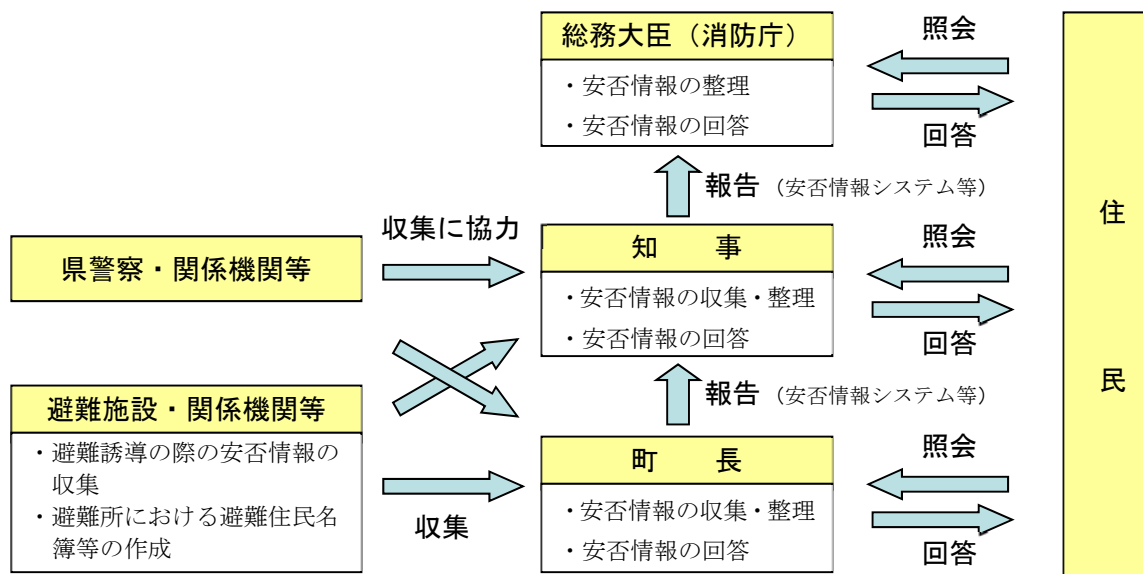 総務大臣（消防庁）
・安否情報の整理
・安否情報の回答
照会
回答
報告（安否情報システム等）
収集に協力
県警察・関係機関等
知　　事
・安否情報の収集・整理
・安否情報の回答
照会
回答
報告（安否情報システム等）
避難施設・関係機関等
・避難誘導の際の安否情報の
収集
・避難所における避難住民名
簿等の作成
収集
町　　長
・安否情報の収集・整理
・安否情報の回答
照会
回答
住
民